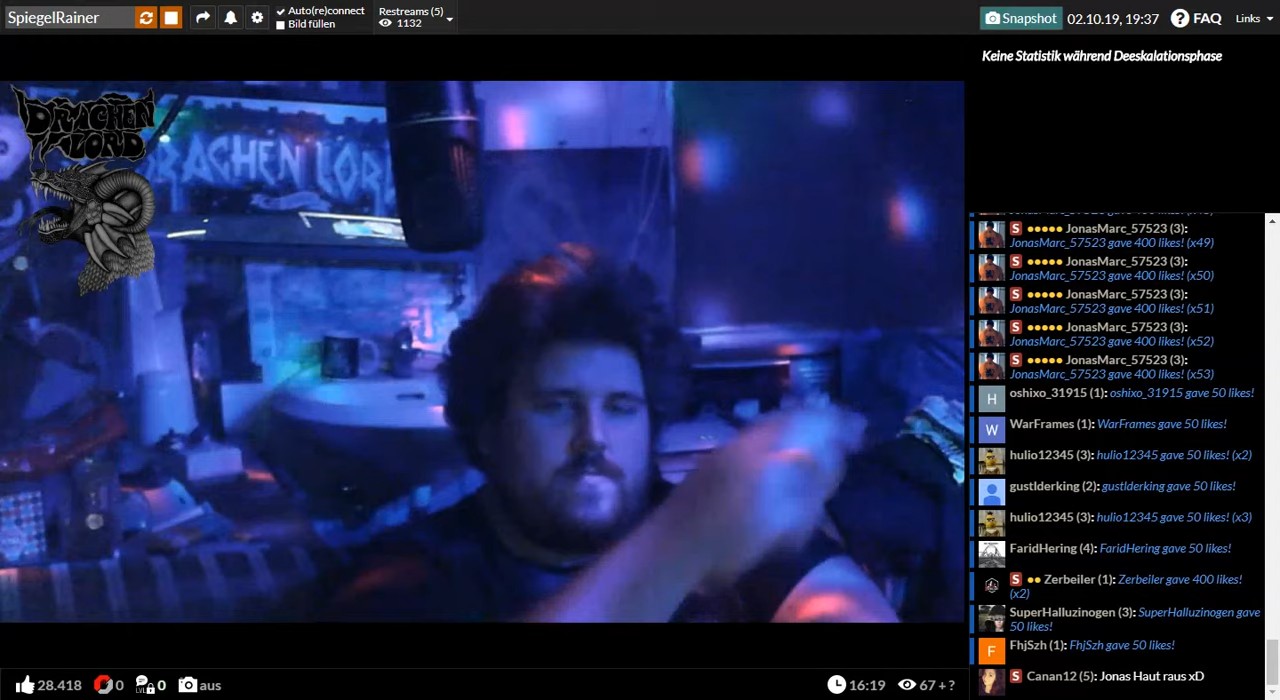 SpiegelRainer
Auto(re)connect
Bild füllen
Restreams (5)
1132
Snapshot
02.10.19, 19:37
FAQ
Links
Keine Statistik während Deeskalationsphase
DRACHEN
LORD
DRACHEN LORD
S JonasMarc_57523 (3):
JonasMarc_57523 gave 400 likes! (x49)
S JonasMarc_57523 (3):
JonasMarc_57523 gave 400 likes! (x50)
S JonasMarc_57523 (3):
JonasMarc_57523 gave 400 likes! (x51)
S JonasMarc_57523 (3):
JonasMarc_57523 gave 400 likes! (x52)
S JonasMarc_57523 (3):
JonasMarc_57523 gave 400 likes! (x53)
H oshixo_31915 (1): oshixo_31915 gave 50 likes!
W WarFrames (1): WarFrames gave 50 likes!
hulio12345 (3): hulio12345 gave 50 likes! (x2)
gustlderking (2): gustlderking gave 50 likes!
hulio12345 (3): hulio12345 gave 50 likes! (x3)
FaridHering (4): FaridHering gave 50 likes!
S Zerbeiler (1): Zerbeiler gave 400 likes!
(x2)
SuperHalluzinogen (3): SuperHalluzinogen gave
50 likes!
F FhjSzh (1): FhjSzh gave 50 likes!
S Canan12 (5): Jonas Haut raus xD
28.418
0
LVL
0
aus
16:19
67 + ?